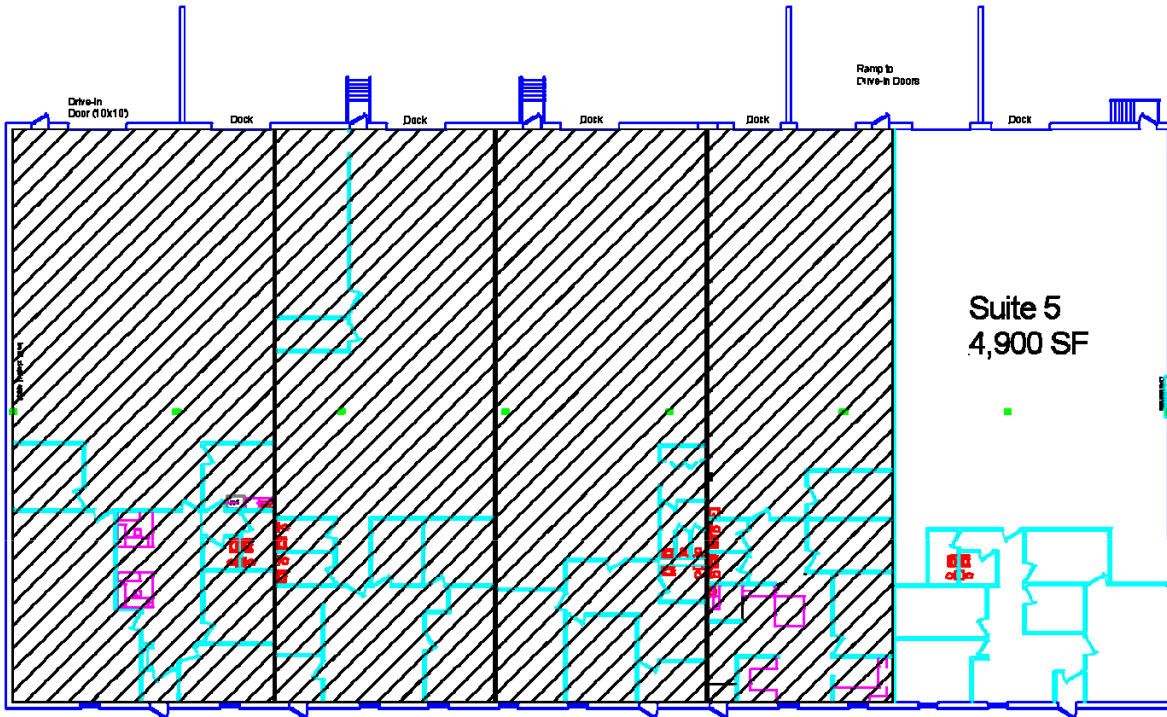 Ramp to
Drive-In Doors
Drive-In
Door (10x10')
Dock
Dock
Dock
Dock
Dock
Suite 5
4,900 SF